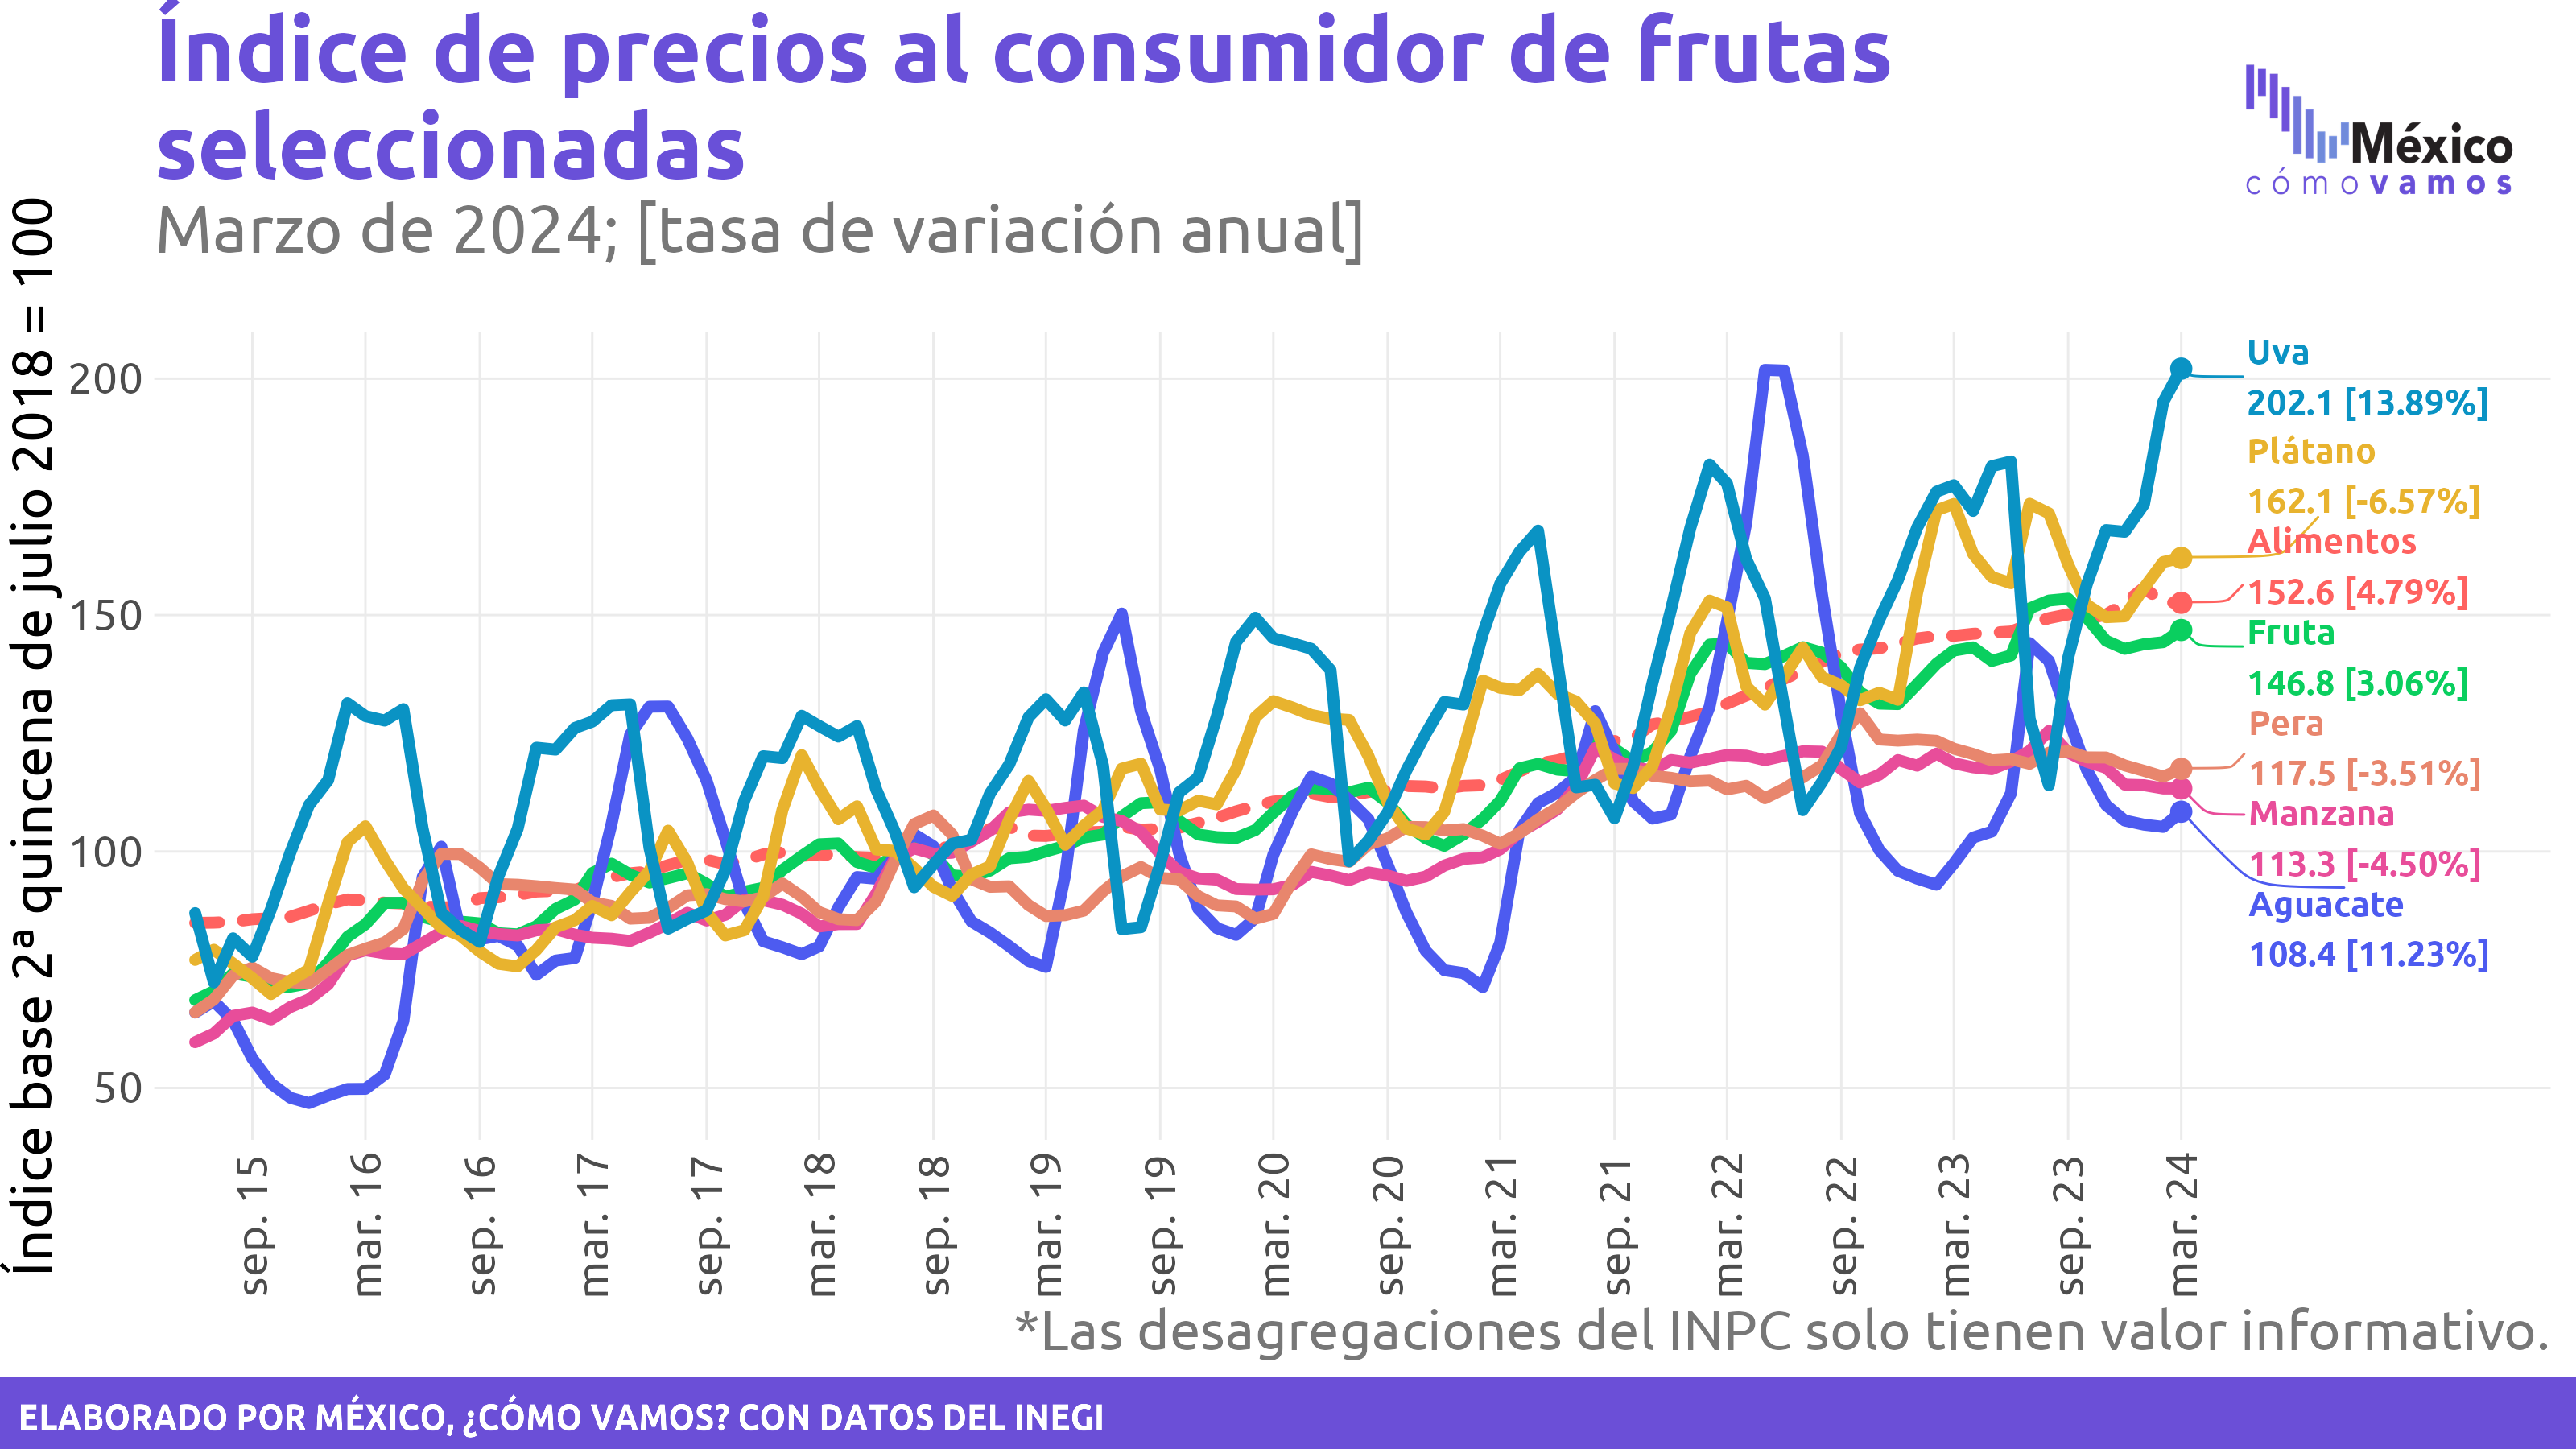 Índice de precios al consumidor de frutas
seleccionadas
Marzo de 2024; [tasa de variación anual]
México
cómo vamos
Índice base 2ª quincena de julio 2018 = 100
200
150
100
50
Uva
202.1 [13.89%]
Plátano
162.1 [-6.57%]
Alimentos
152.6 [4.79%]
Fruta
146.8 [3.06%]
Pera
117.5 [-3.51%]
Manzana
113.3 [-4.50%]
Aguacate
108.4 [11.23%]
sep. 15
mar. 16
sep. 16
mar. 17
sep. 17
mar. 18
sep. 18
mar. 19
sep. 19
mar. 20
sep. 20
mar. 21
sep. 21
mar. 22
sep. 22
mar. 23
sep. 23
mar. 24
*Las desagregaciones del INPC solo tienen valor informativo.
ELABORADO POR MÉXICO, ¿CÓMO VAMOS? CON DATOS DEL INEGI